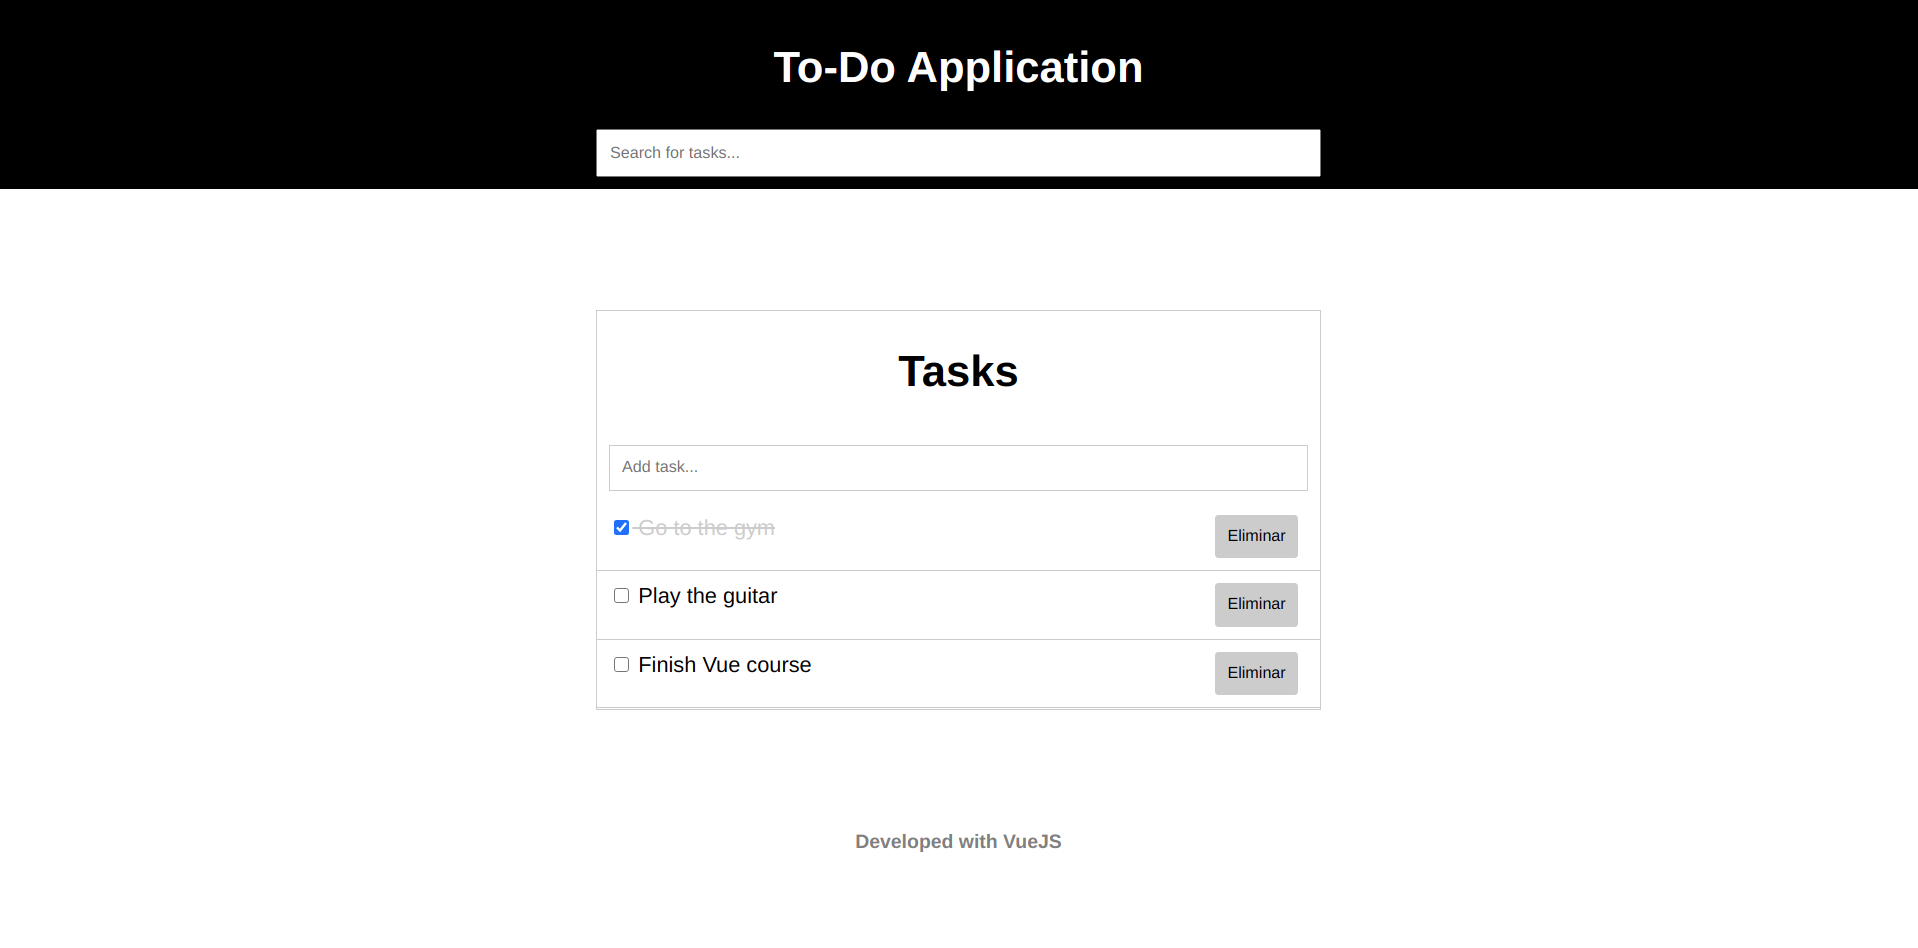 To-Do Application
Search for tasks...
Tasks
Add task...
Go to the gym Eliminar
Play the guitar Eliminar
Finish Vue course Eliminar
Developed with VueJS